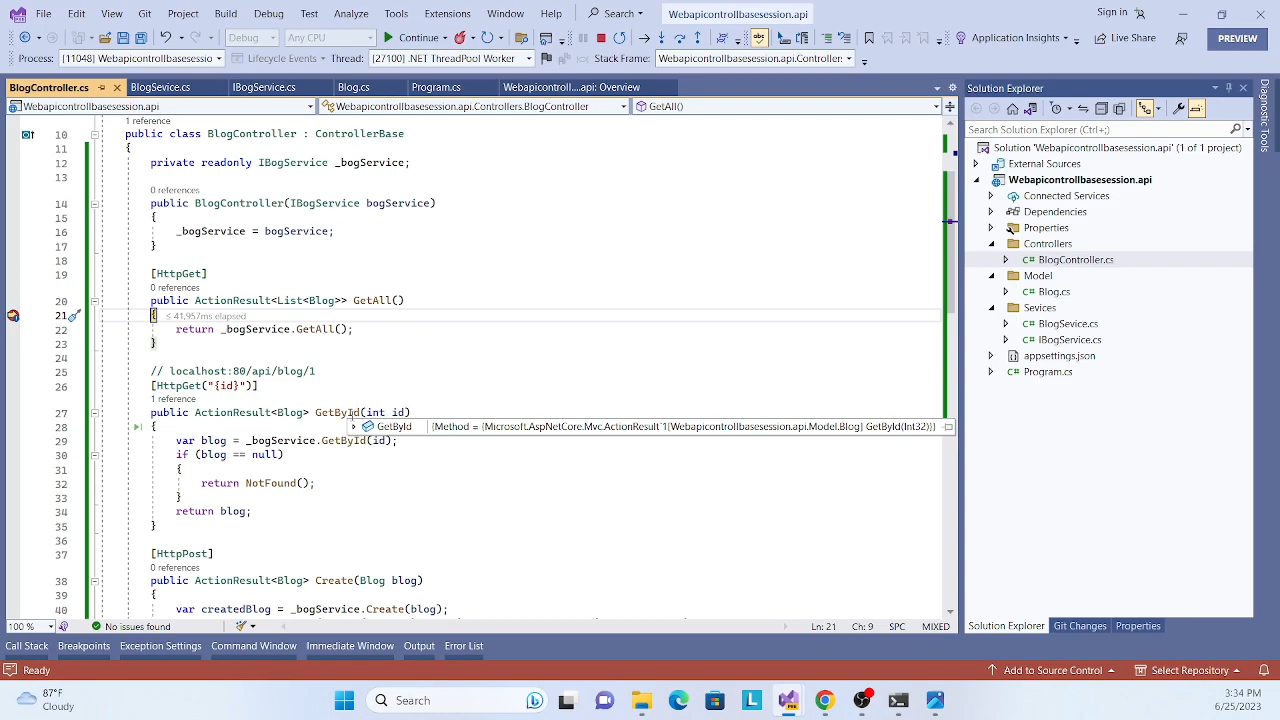 File Edit View Git Project Build Debug Test Analyze Tools Extensions Window Help Search Webapicontrollbasesession.api Sign in
Debug Any CPU Continue Application Insights Live Share PREVIEW
Process: [11048] Webapicontrollbasesessio Lifecycle Events Thread: [27100] .NET ThreadPool Worker Stack Frame: Webapicontrollbasesession.api.Controller
BlogController.cs BlogSevice.cs IBogService.cs Blog.cs Program.cs Webapicontrollbasesession....api: Overview
Webapicontrollbasesession.api Webapicontrollbasesession.api.Controllers.BlogController GetAll()
1 reference
10 public class BlogController : ControllerBase
11 {
12 private readonly IBogService _bogService;
13
0 references
14 public BlogController(IBogService bogService)
15 {
16 _bogService = bogService;
17 }
18
19 [HttpGet]
0 references
20 public ActionResult<List<Blog>> GetAll()
21 { ≤ 41,957ms elapsed
22 return _bogService.GetAll();
23 }
24
25 // localhost:80/api/blog/1
26 [HttpGet("{id}")]
1 reference
27 public ActionResult<Blog> GetById(int id)
GetById {Method = {Microsoft.AspNetCore.Mvc.ActionResult`1[Webapicontrollbasesession.api.Model.Blog] GetById(Int32)}}
28 {
29 var blog = _bogService.GetById(id);
30 if (blog == null)
31 {
32 return NotFound();
33 }
34 return blog;
35 }
36
37 [HttpPost]
0 references
38 public ActionResult<Blog> Create(Blog blog)
39 {
40 var createdBlog = _bogService.Create(blog);
100 % No issues found Ln: 21 Ch: 9 SPC MIXED
Call Stack Breakpoints Exception Settings Command Window Immediate Window Output Error List
Solution Explorer
Search Solution Explorer (Ctrl+;)
Solution 'Webapicontrollbasesession.api' (1 of 1 project)
External Sources
Webapicontrollbasesession.api
Connected Services
Dependencies
Properties
Controllers
C# BlogController.cs
Model
C# Blog.cs
Sevices
C# BlogSevice.cs
C# IBogService.cs
appsettings.json
C# Program.cs
Solution Explorer Git Changes Properties
Diagnostic Tools
Ready Add to Source Control Select Repository
87°F
Cloudy
Search
3:34 PM
6/25/2023